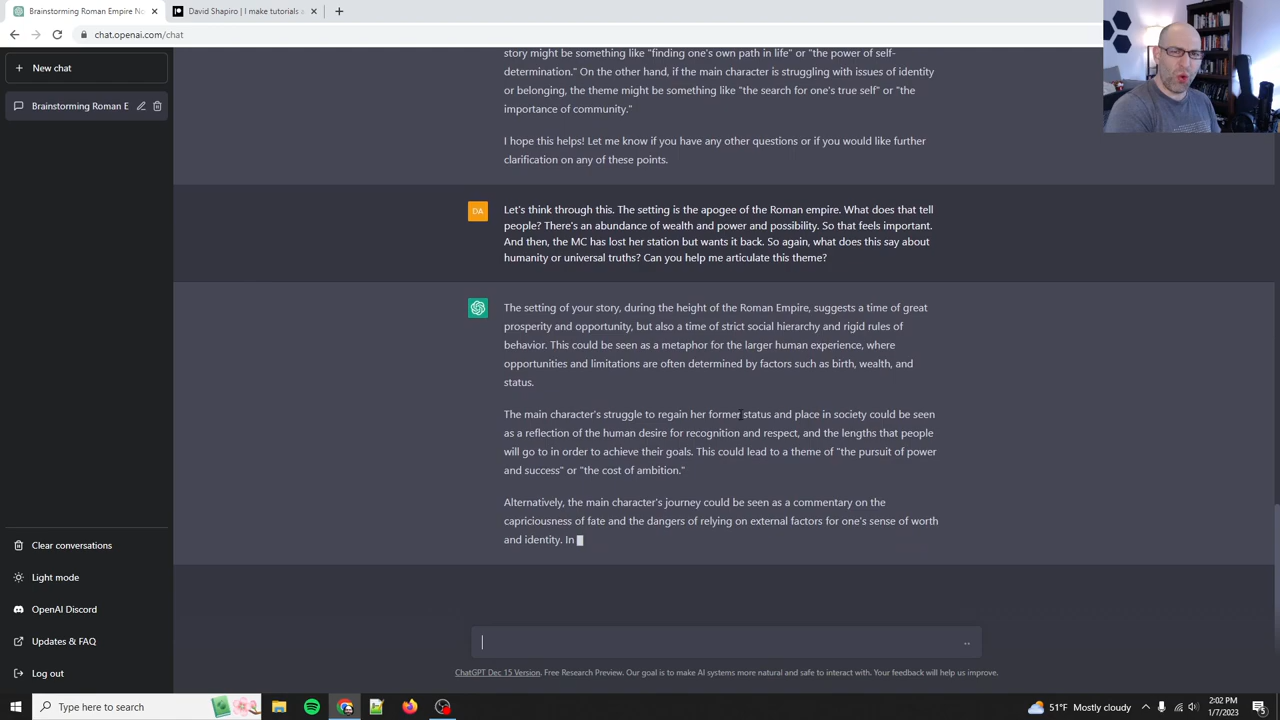 Brainstorming Roman Empire No
David Shapiro | I make tutorials a
chat.openai.com/chat
New chat
Brainstorming Roman E
story might be something like "finding one's own path in life" or "the power of self-
determination." On the other hand, if the main character is struggling with issues of identity
or belonging, the theme might be something like "the search for one's true self" or "the
importance of community."
I hope this helps! Let me know if you have any other questions or if you would like further
clarification on any of these points.
DA
Let's think through this. The setting is the apogee of the Roman empire. What does that tell
people? There's an abundance of wealth and power and possibility. So that feels important.
And then, the MC has lost her station but wants it back. So again, what does this say about
humanity or universal truths? Can you help me articulate this theme?
The setting of your story, during the height of the Roman Empire, suggests a time of great
prosperity and opportunity, but also a time of strict social hierarchy and rigid rules of
behavior. This could be seen as a metaphor for the larger human experience, where
opportunities and limitations are often determined by factors such as birth, wealth, and
status.
The main character's struggle to regain her former status and place in society could be seen
as a reflection of the human desire for recognition and respect, and the lengths that people
will go to in order to achieve their goals. This could lead to a theme of "the pursuit of power
and success" or "the cost of ambition."
Alternatively, the main character's journey could be seen as a commentary on the
capriciousness of fate and the dangers of relying on external factors for one's sense of worth
and identity. In
Clear conversations
Light mode
OpenAI Discord
Updates & FAQ
Log out
ChatGPT Dec 15 Version. Free Research Preview. Our goal is to make AI systems more natural and safe to interact with. Your feedback will help us improve.
Type here to search
51°F Mostly cloudy
2:02 PM
1/7/2023
5